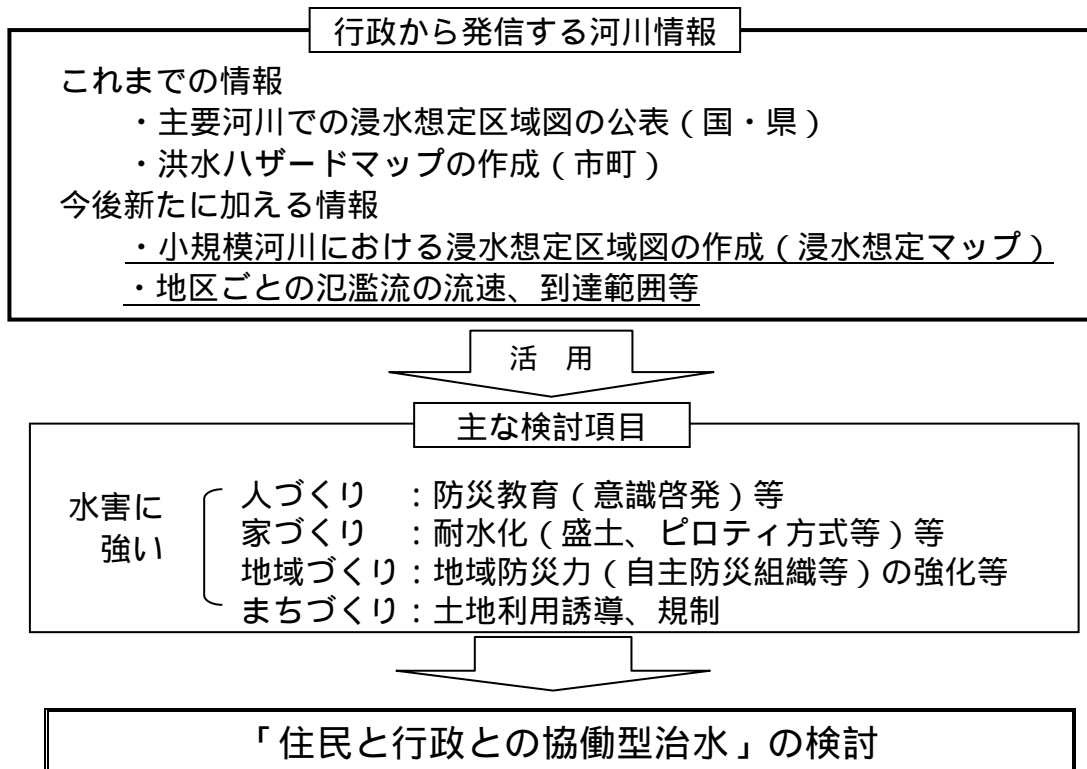 行政から発信する河川情報
これまでの情報
・主要河川での浸水想定区域図の公表（国・県）
・洪水ハザードマップの作成（市町）
今後新たに加える情報
・小規模河川における浸水想定区域図の作成（浸水想定マップ）
・地区ごとの氾濫流の流速、到達範囲等
活　用
主な検討項目
水害に
強い
人づくり　：防災教育（意識啓発）等
家づくり　：耐水化（盛土、ピロティ方式等）等
地域づくり：地域防災力（自主防災組織等）の強化等
まちづくり：土地利用誘導、規制
「住民と行政との協働型治水」の検討